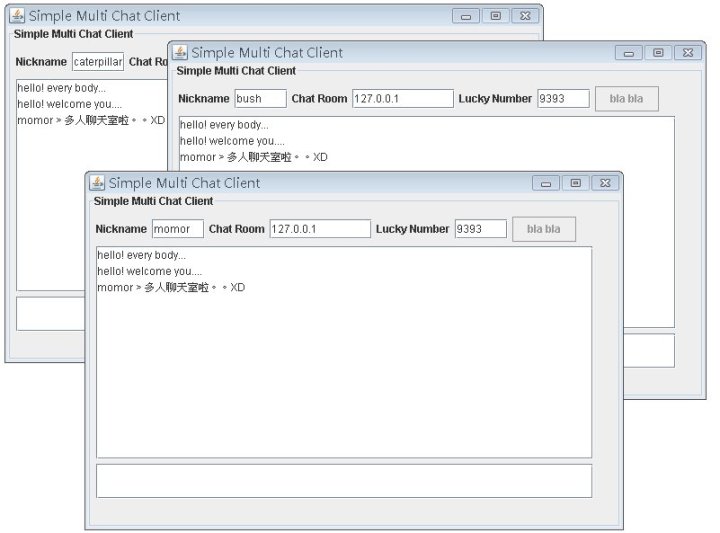 Simple Multi Chat Client
Simple Multi Chat Client
Nickname caterpillar Chat Ro
hello! every body...
hello! welcome you....
momor > 多人聊天室啦。。XD
Simple Multi Chat Client
Simple Multi Chat Client
Nickname bush Chat Room 127.0.0.1 Lucky Number 9393 bla bla
hello! every body...
hello! welcome you....
momor > 多人聊天室啦。。XD
Simple Multi Chat Client
Simple Multi Chat Client
Nickname momor Chat Room 127.0.0.1 Lucky Number 9393 bla bla
hello! every body...
hello! welcome you....
momor > 多人聊天室啦。。XD